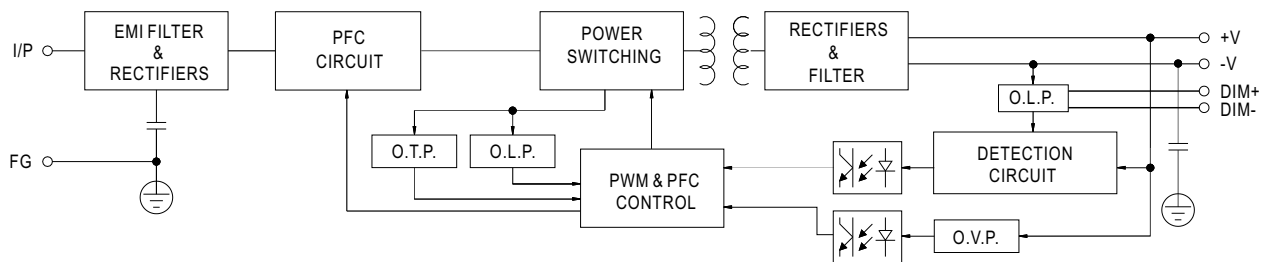 I/P
EMI FILTER
&
RECTIFIERS
PFC
CIRCUIT
POWER
SWITCHING
RECTIFIERS
&
FILTER
+V
-V
DIM+
DIM-
O.L.P.
FG
O.T.P.
O.L.P.
PWM & PFC
CONTROL
DETECTION
CIRCUIT
O.V.P.